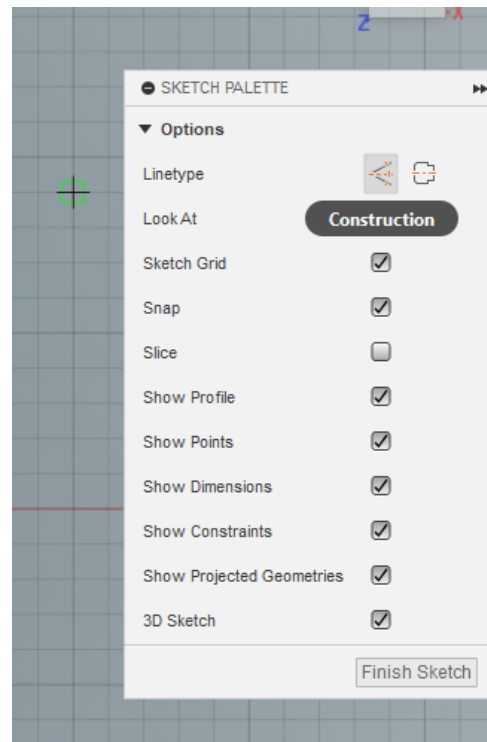 Z
X
SKETCH PALETTE
Options
Linetype
Look At
Construction
Sketch Grid
Snap
Slice
Show Profile
Show Points
Show Dimensions
Show Constraints
Show Projected Geometries
3D Sketch
Finish Sketch